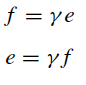 f = γe
e = γf